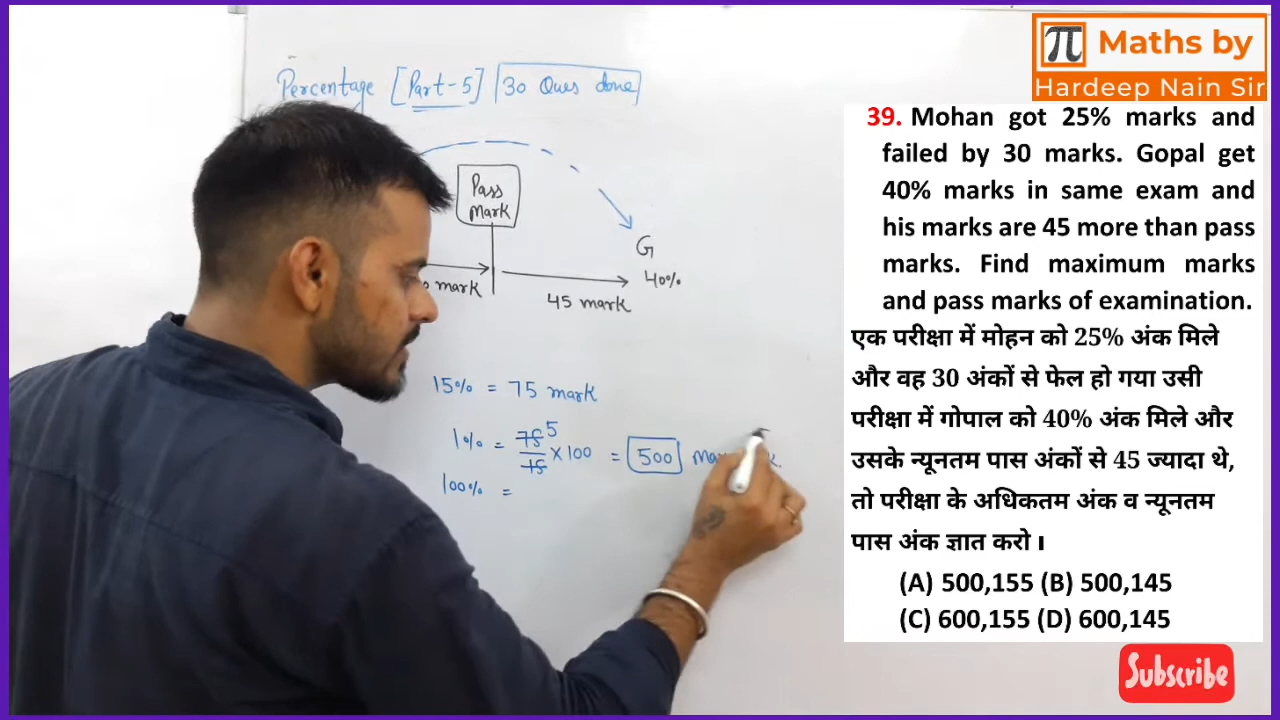 Percentage [Part-5] 30 Ques done
π Maths by
Hardeep Nain Sir
Pass
Mark
G
40%
mark
45 mark
15% = 75 mark
1% = 75/15 5 × 100 = 500
100% =
39. Mohan got 25% marks and
failed by 30 marks. Gopal get
40% marks in same exam and
his marks are 45 more than pass
marks. Find maximum marks
and pass marks of examination.
एक परीक्षा में मोहन को 25% अंक मिले
और वह 30 अंकों से फेल हो गया उसी
परीक्षा में गोपाल को 40% अंक मिले और
उसके न्यूनतम पास अंकों से 45 ज्यादा थे,
तो परीक्षा के अधिकतम अंक व न्यूनतम
पास अंक ज्ञात करो ।
(A) 500,155 (B) 500,145
(C) 600,155 (D) 600,145
Subscribe